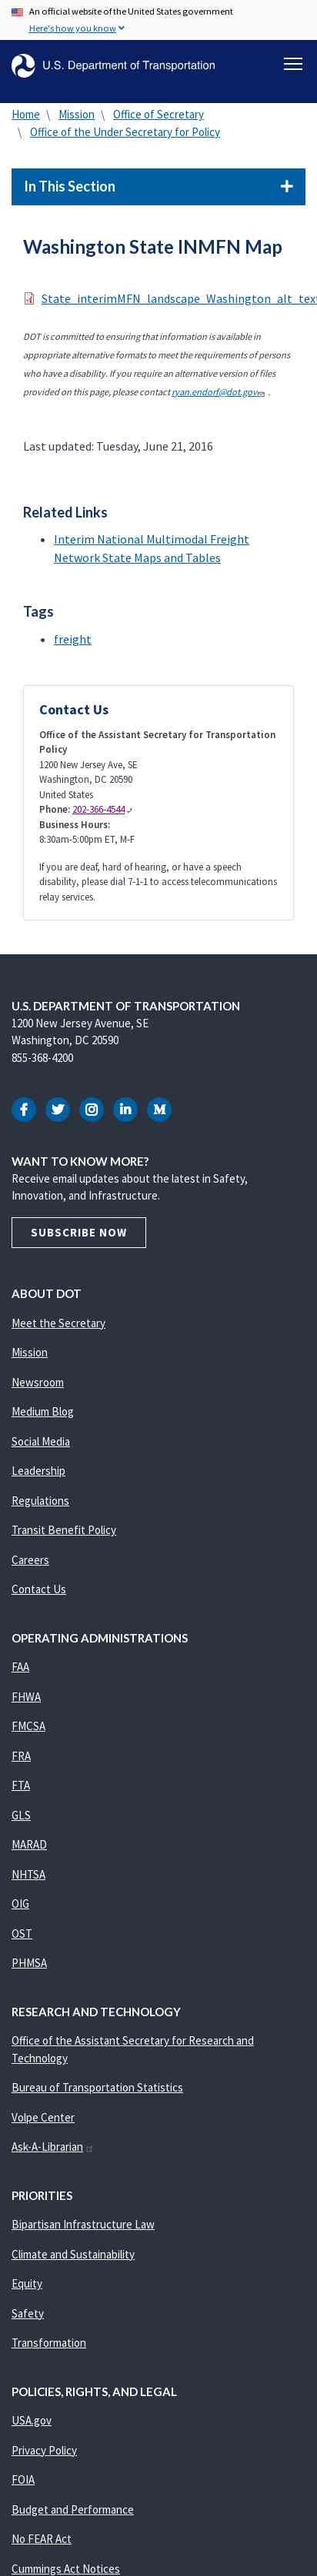 An official website of the United States government
Here's how you know
U.S. Department of Transportation
Home \ Mission \ Office of Secretary
\ Office of the Under Secretary for Policy
In This Section
Washington State INMFN Map
State_interimMFN_landscape_Washington_alt_text
DOT is committed to ensuring that information is available in
appropriate alternative formats to meet the requirements of persons
who have a disability. If you require an alternative version of files
provided on this page, please contact ryan.endorf@dot.gov .
Last updated: Tuesday, June 21, 2016
Related Links
Interim National Multimodal Freight
Network State Maps and Tables
Tags
freight
Contact Us
Office of the Assistant Secretary for Transportation
Policy
1200 New Jersey Ave, SE
Washington, DC 20590
United States
Phone: 202-366-4544
Business Hours:
8:30am-5:00pm ET, M-F
If you are deaf, hard of hearing, or have a speech
disability, please dial 7-1-1 to access telecommunications
relay services.
U.S. DEPARTMENT OF TRANSPORTATION
1200 New Jersey Avenue, SE
Washington, DC 20590
855-368-4200
WANT TO KNOW MORE?
Receive email updates about the latest in Safety,
Innovation, and Infrastructure.
SUBSCRIBE NOW
ABOUT DOT
Meet the Secretary
Mission
Newsroom
Medium Blog
Social Media
Leadership
Regulations
Transit Benefit Policy
Careers
Contact Us
OPERATING ADMINISTRATIONS
FAA
FHWA
FMCSA
FRA
FTA
GLS
MARAD
NHTSA
OIG
OST
PHMSA
RESEARCH AND TECHNOLOGY
Office of the Assistant Secretary for Research and
Technology
Bureau of Transportation Statistics
Volpe Center
Ask-A-Librarian
PRIORITIES
Bipartisan Infrastructure Law
Climate and Sustainability
Equity
Safety
Transformation
POLICIES, RIGHTS, AND LEGAL
USA.gov
Privacy Policy
FOIA
Budget and Performance
No FEAR Act
Cummings Act Notices